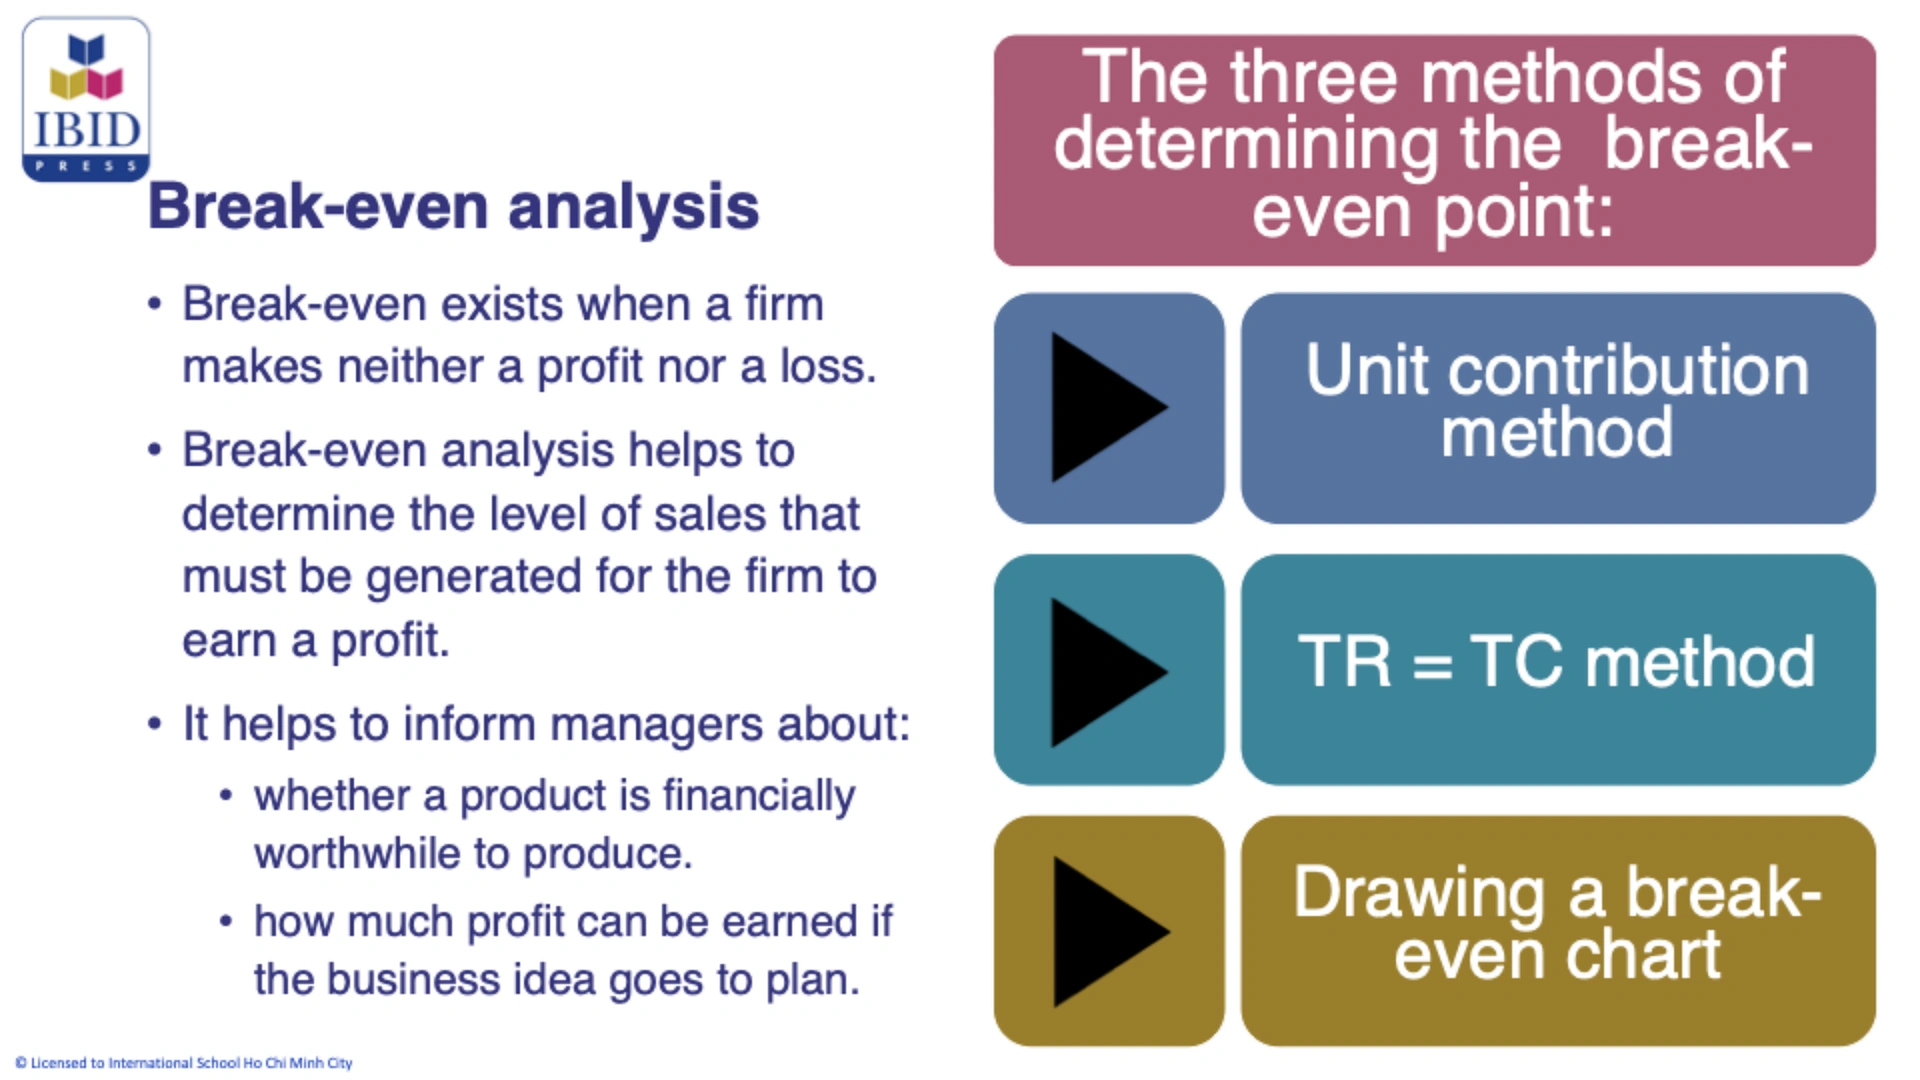 IBID
PRESS
Break-even analysis
• Break-even exists when a firm
makes neither a profit nor a loss.
• Break-even analysis helps to
determine the level of sales that
must be generated for the firm to
earn a profit.
• It helps to inform managers about:
• whether a product is financially
worthwhile to produce.
• how much profit can be earned if
the business idea goes to plan.
The three methods of
determining the break-
even point:
Unit contribution
method
TR = TC method
Drawing a break-
even chart
© Licensed to International School Ho Chi Minh City